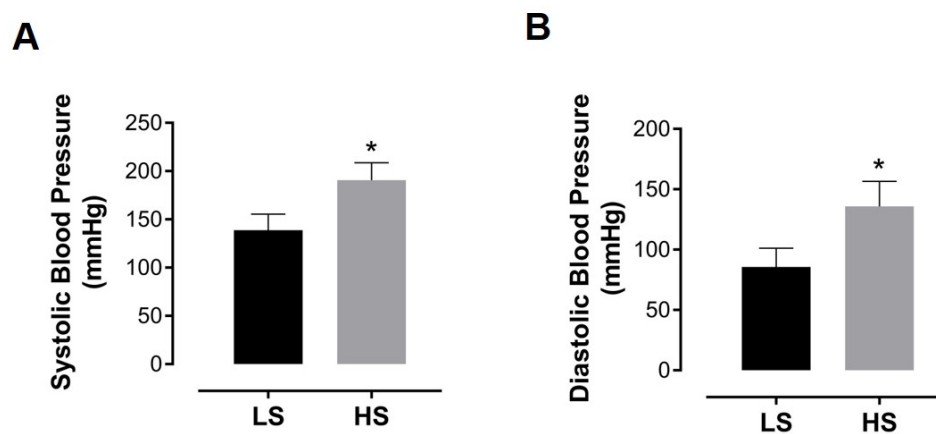 A
Systolic Blood Pressure
(mmHg)
250
200
150
100
50
0
*
LS
HS
B
Diastolic Blood Pressure
(mmHg)
200
150
100
50
0
*
LS
HS